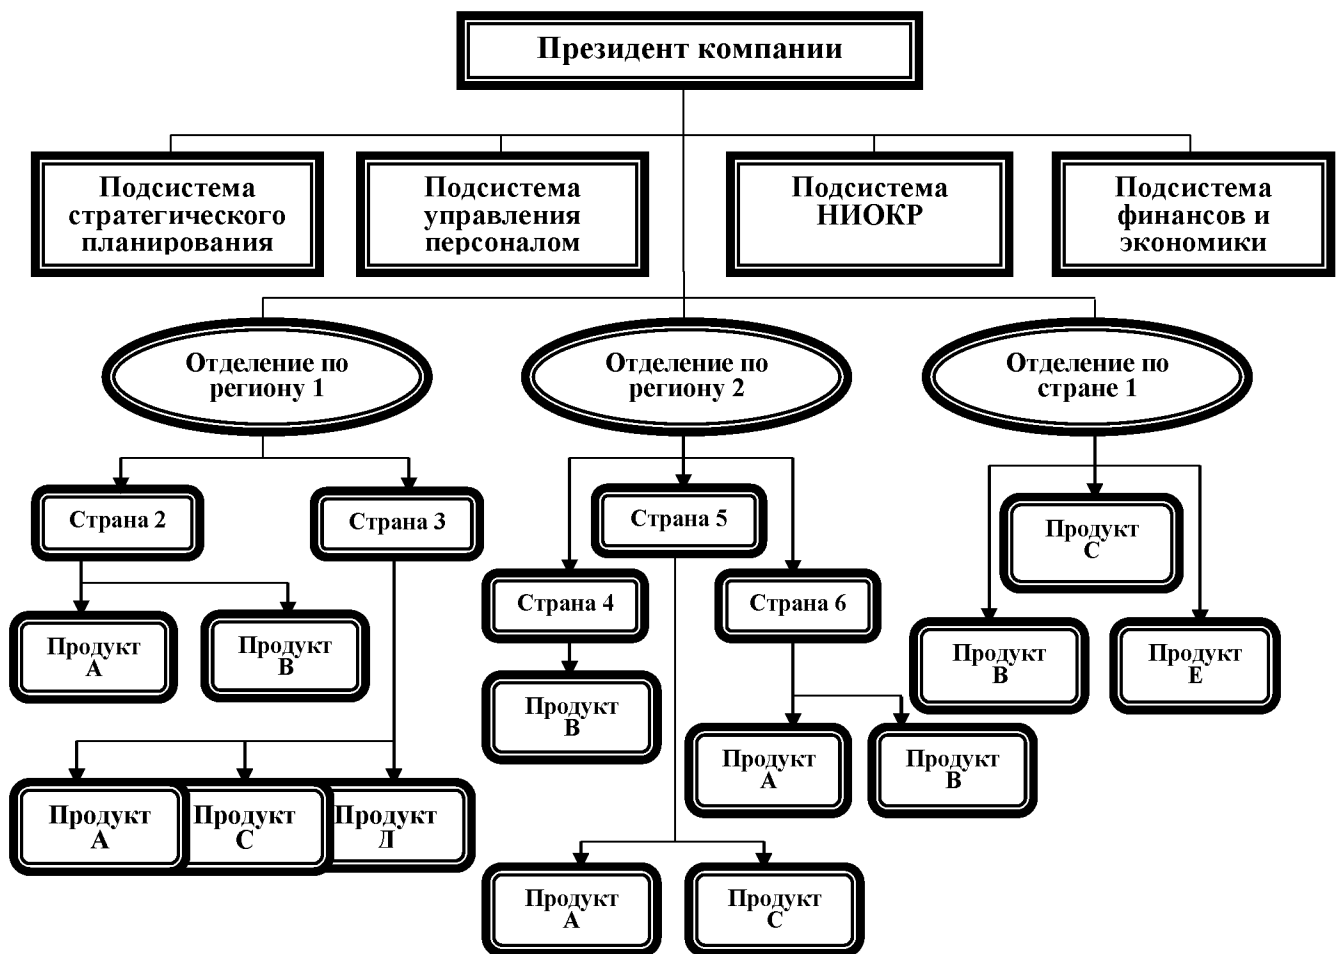 Президент компании
Подсистема
стратегического
планирования
Подсистема
управления
персоналом
Подсистема
НИОКР
Подсистема
финансов и
экономики
Отделение по
региону 1
Отделение по
региону 2
Отделение по
стране 1
Страна 2
Страна 3
Страна 5
Продукт
С
Страна 4
Страна 6
Продукт
А
Продукт
В
Продукт
В
Продукт
Е
Продукт
В
Продукт
А
Продукт
В
Продукт
А
Продукт
С
Продукт
Д
Продукт
А
Продукт
С